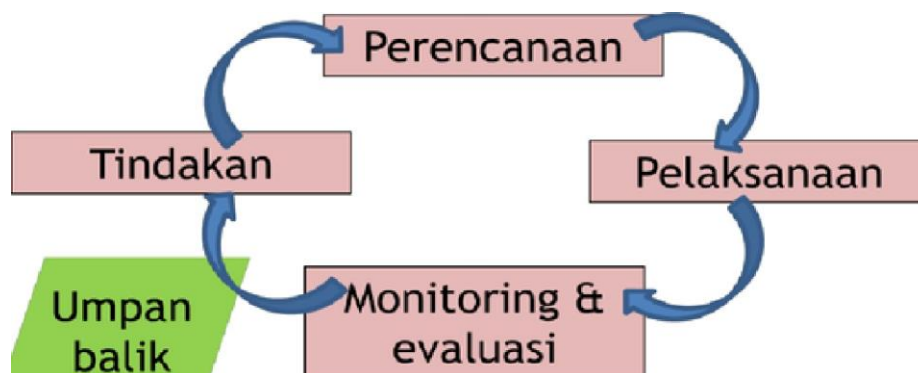 Perencanaan
Tindakan
Pelaksanaan
Umpan
balik
Monitoring &
evaluasi